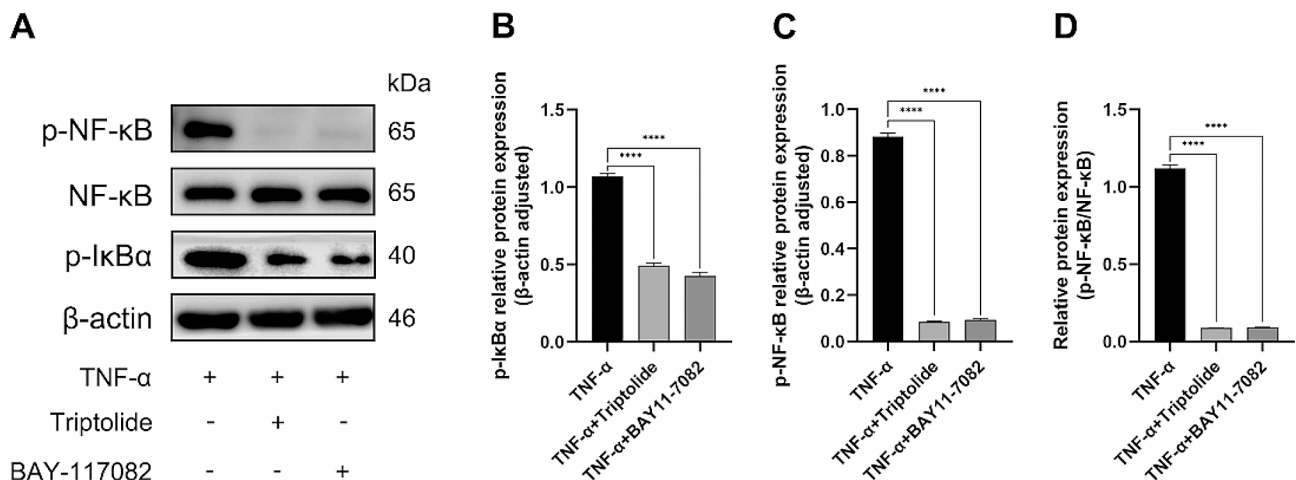 A
kDa
p-NF-κB 65
NF-κB 65
p-IκBα 40
β-actin 46
TNF-α + + +
Triptolide - + -
BAY-117082 - - +
B
p-IκBα relative protein expression
(β-actin adjusted)
1.5
1.0
0.5
0.0
****
****
TNF-α
TNF-α+Triptolide
TNF-α+BAY11-7082
C
p-NF-κB relative protein expression
(β-actin adjusted)
1.0
0.8
0.6
0.4
0.2
0.0
****
****
TNF-α
TNF-α+Triptolide
TNF-α+BAY11-7082
D
Relative protein expression
(p-NF-κB/NF-κB)
1.5
1.0
0.5
0.0
****
****
TNF-α
TNF-α+Triptolide
TNF-α+BAY11-7082